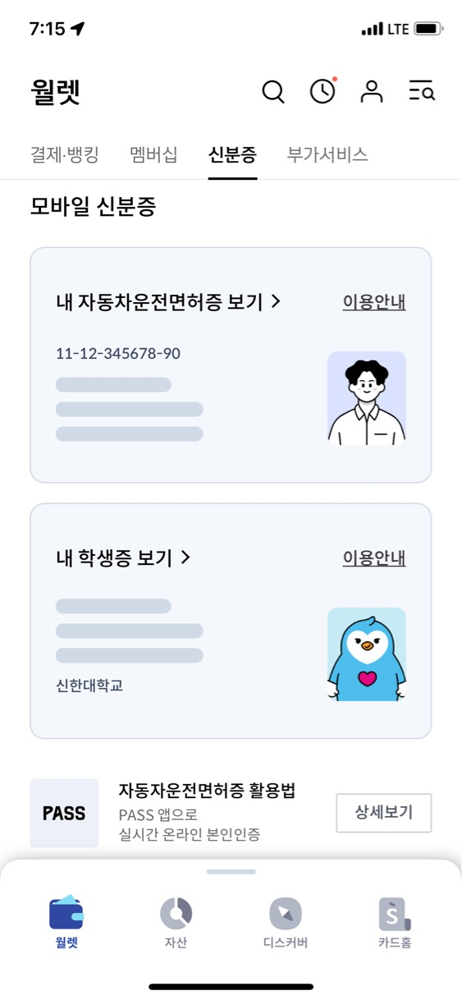 7:15
LTE
월렛
결제·뱅킹 멤버십 신분증 부가서비스
모바일 신분증
내 자동차운전면허증 보기 >
이용안내
11-12-345678-90
내 학생증 보기 >
이용안내
신한대학교
PASS
자동자운전면허증 활용법
PASS 앱으로
실시간 온라인 본인인증
상세보기
월렛 자산 디스커버 카드홈